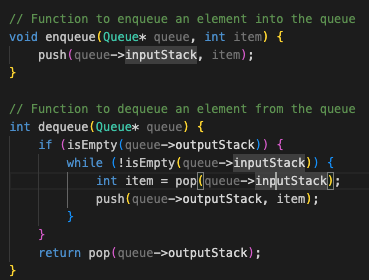 // Function to enqueue an element into the queue
void enqueue(Queue* queue, int item) {
    push(queue->inputStack, item);
}

// Function to dequeue an element from the queue
int dequeue(Queue* queue) {
    if (isEmpty(queue->outputStack)) {
        while (!isEmpty(queue->inputStack)) {
            int item = pop(queue->inputStack);
            push(queue->outputStack, item);
        }
    }
    return pop(queue->outputStack);
}